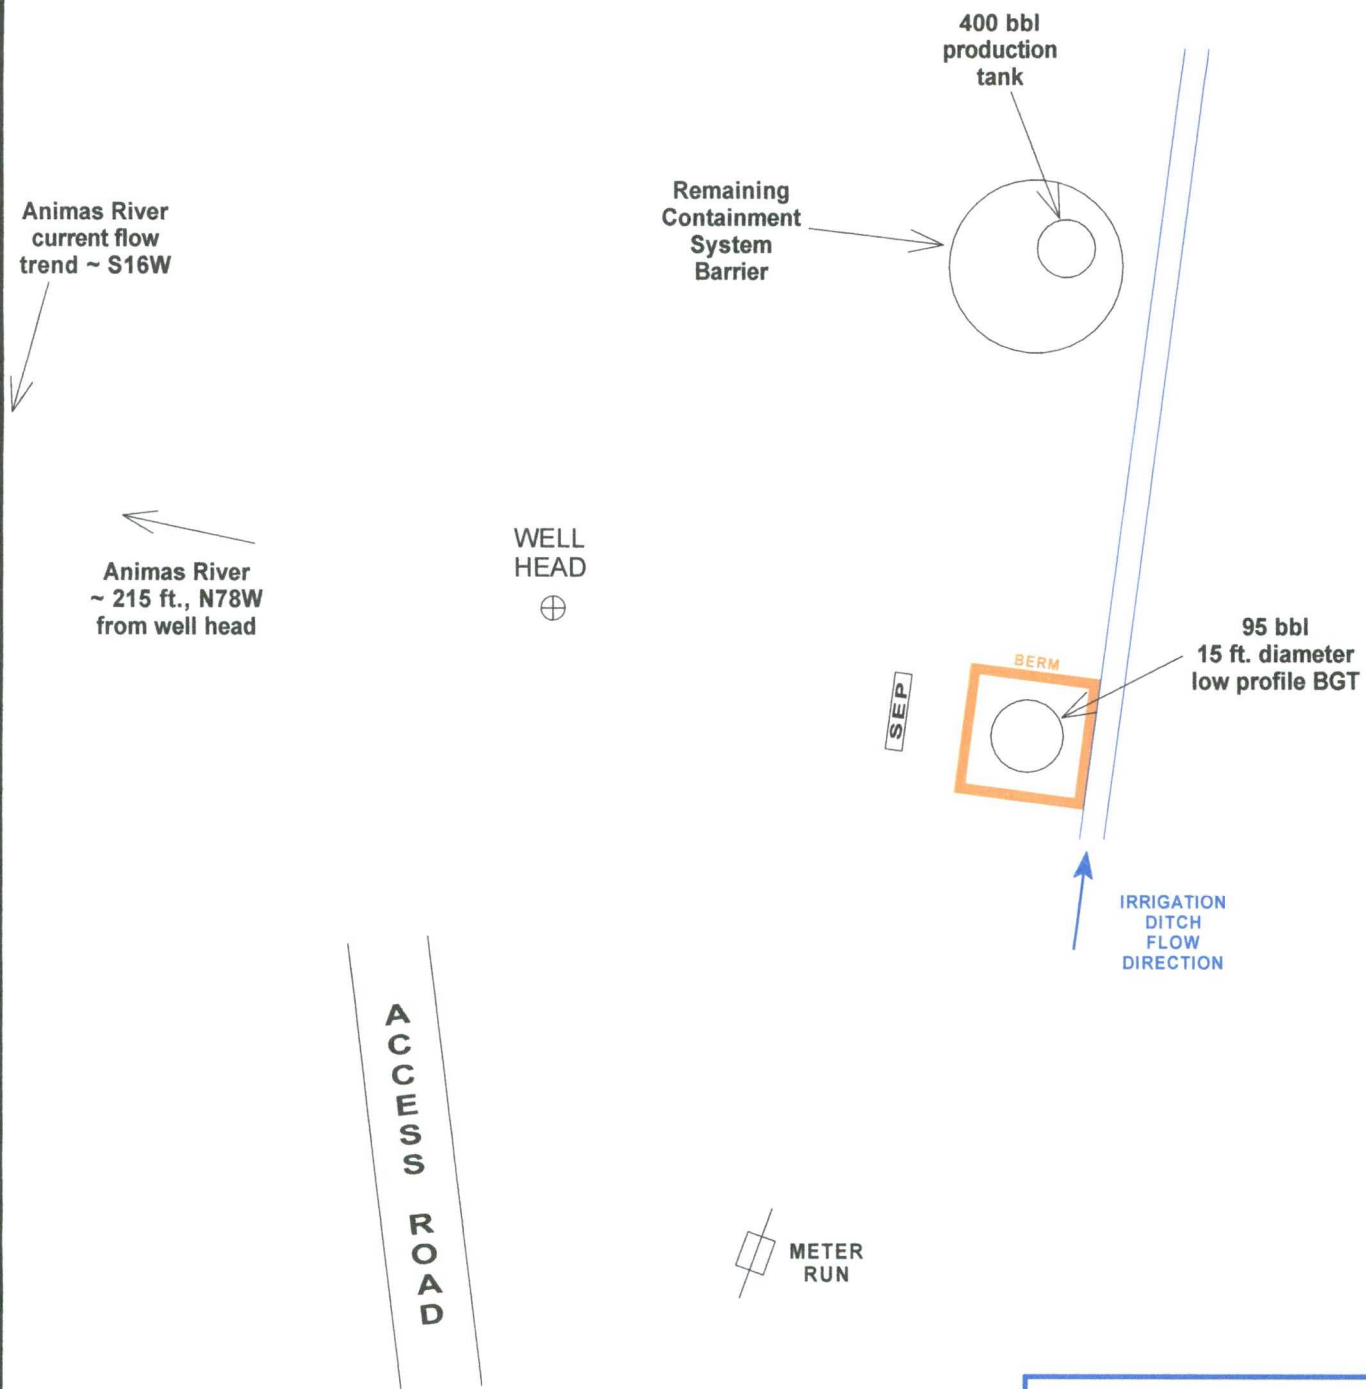 400 bbl
production
tank
Animas River
current flow
trend ~ S16W
Remaining
Containment
System
Barrier
WELL
HEAD
Animas River
~ 215 ft., N78W
from well head
95 bbl
15 ft. diameter
low profile BGT
BERM
SEP
IRRIGATION
DITCH
FLOW
DIRECTION
ACCESS ROAD
METER
RUN